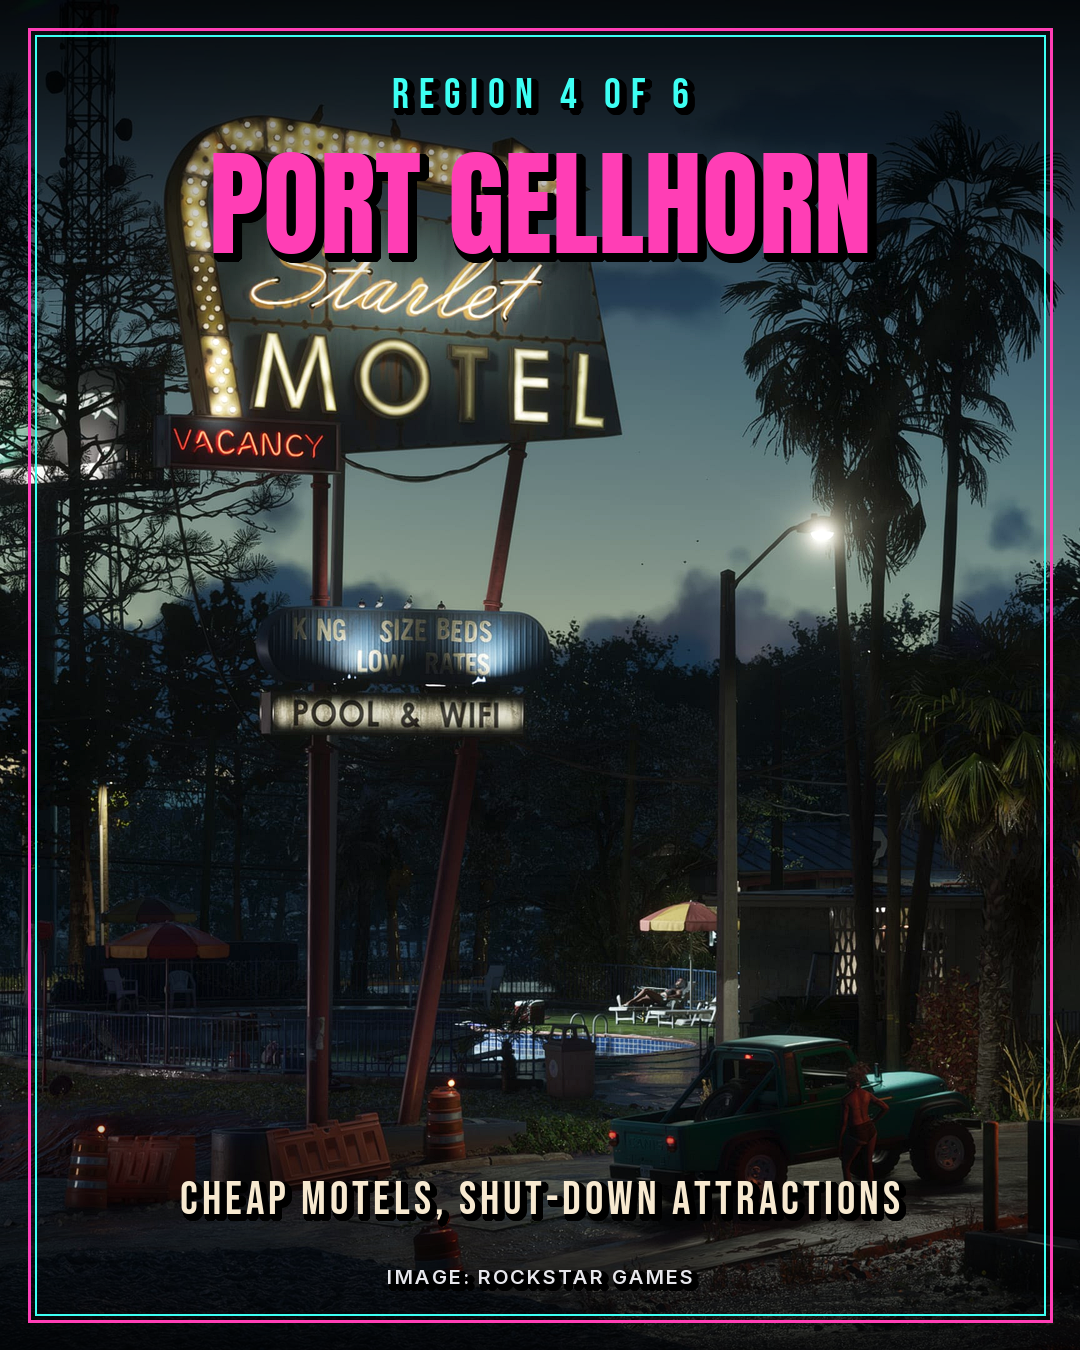 REGION 4 OF 6
PORT GELLHORN
Starlet
MOTEL
VACANCY
K NG SIZE BEDS
LOW RATES
POOL & WIFI
CHEAP MOTELS, SHUT-DOWN ATTRACTIONS
IMAGE: ROCKSTAR GAMES